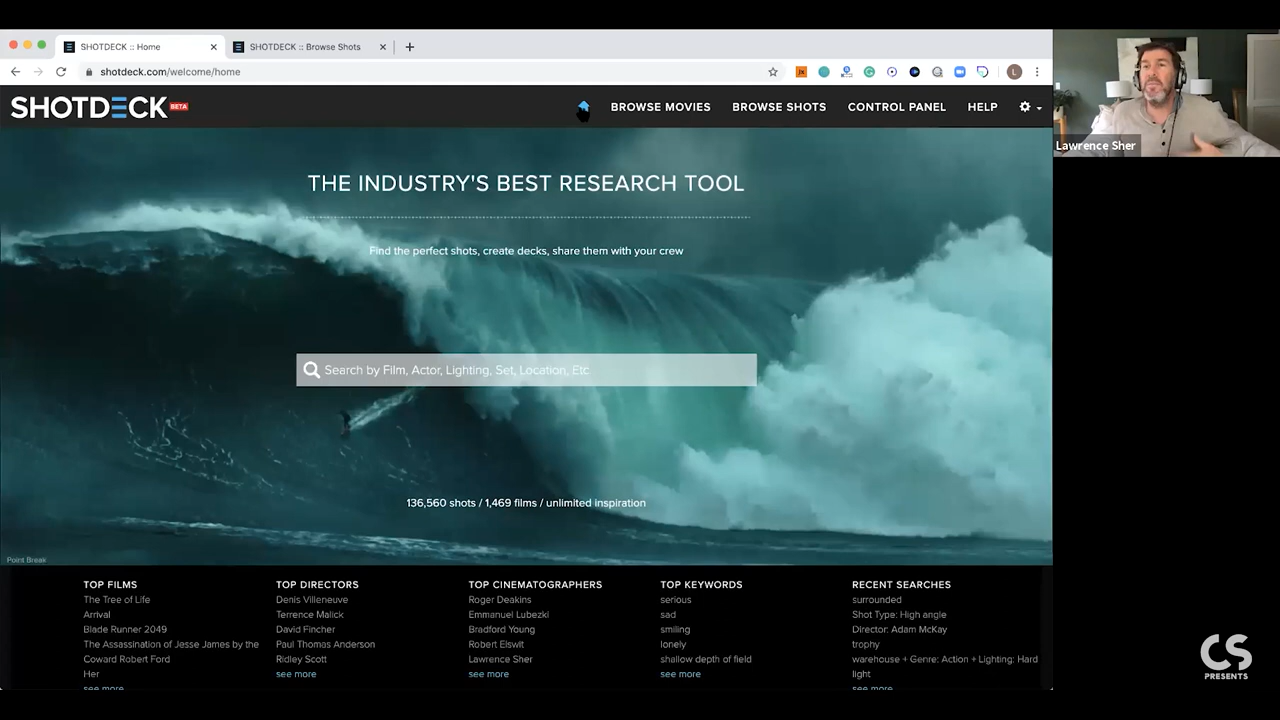 SHOTDECK :: Home
SHOTDECK :: Browse Shots
shotdeck.com/welcome/home
L
SHOTDECK BETA
BROWSE MOVIES
BROWSE SHOTS
CONTROL PANEL
HELP
Lawrence Sher
THE INDUSTRY'S BEST RESEARCH TOOL
Find the perfect shots, create decks, share them with your crew
Search by Film, Actor, Lighting, Set, Location, Etc
136,560 shots / 1,469 films / unlimited inspiration
Point Break
TOP FILMS
The Tree of Life
Arrival
Blade Runner 2049
The Assassination of Jesse James by the
Coward Robert Ford
Her
see more
TOP DIRECTORS
Denis Villeneuve
Terrence Malick
David Fincher
Paul Thomas Anderson
Ridley Scott
see more
TOP CINEMATOGRAPHERS
Roger Deakins
Emmanuel Lubezki
Bradford Young
Robert Elswit
Lawrence Sher
see more
TOP KEYWORDS
serious
sad
smiling
lonely
shallow depth of field
see more
RECENT SEARCHES
surrounded
Shot Type: High angle
Director: Adam McKay
trophy
warehouse + Genre: Action + Lighting: Hard
light
see more
CS
PRESENTS